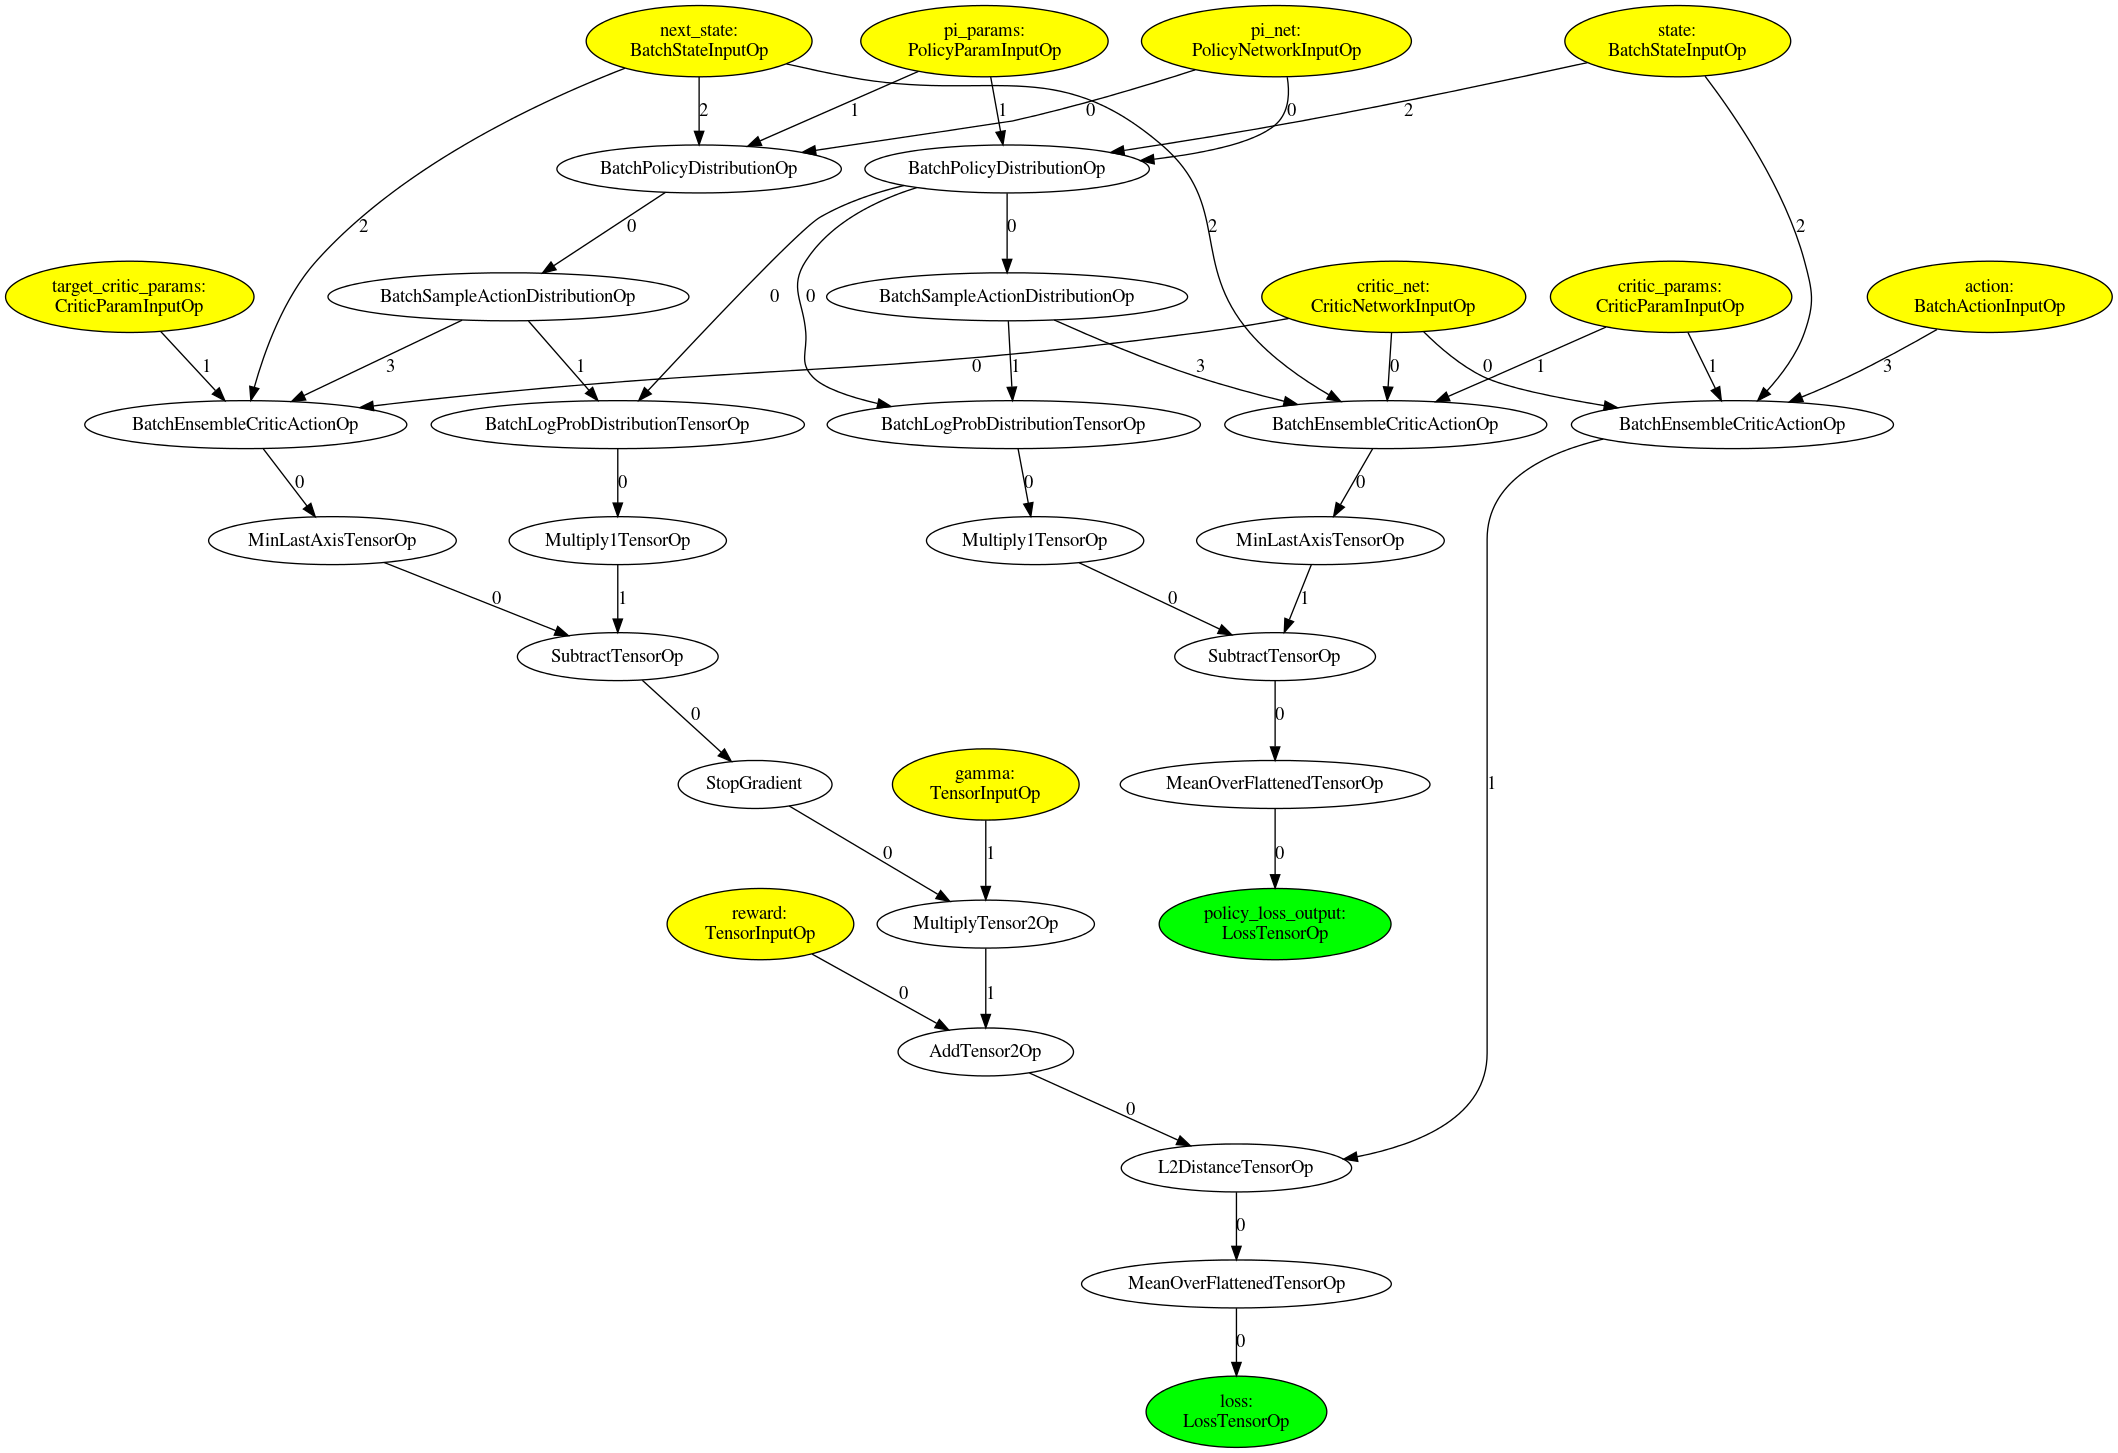 next_state:
BatchStateInputOp
pi_params:
PolicyParamInputOp
pi_net:
PolicyNetworkInputOp
state:
BatchStateInputOp
2
1
1
0
0
2
BatchPolicyDistributionOp
BatchPolicyDistributionOp
2
0
0
2
2
target_critic_params:
CriticParamInputOp
BatchSampleActionDistributionOp
0
0
BatchSampleActionDistributionOp
critic_net:
CriticNetworkInputOp
critic_params:
CriticParamInputOp
action:
BatchActionInputOp
1
3
1
0
1
3
0
0
1
1
3
BatchEnsembleCriticActionOp
BatchLogProbDistributionTensorOp
BatchLogProbDistributionTensorOp
BatchEnsembleCriticActionOp
BatchEnsembleCriticActionOp
0
0
0
0
MinLastAxisTensorOp
Multiply1TensorOp
Multiply1TensorOp
MinLastAxisTensorOp
0
1
0
1
SubtractTensorOp
SubtractTensorOp
0
0
StopGradient
gamma:
TensorInputOp
MeanOverFlattenedTensorOp
1
0
1
0
reward:
TensorInputOp
MultiplyTensor2Op
policy_loss_output:
LossTensorOp
0
1
AddTensor2Op
0
L2DistanceTensorOp
0
MeanOverFlattenedTensorOp
0
loss:
LossTensorOp